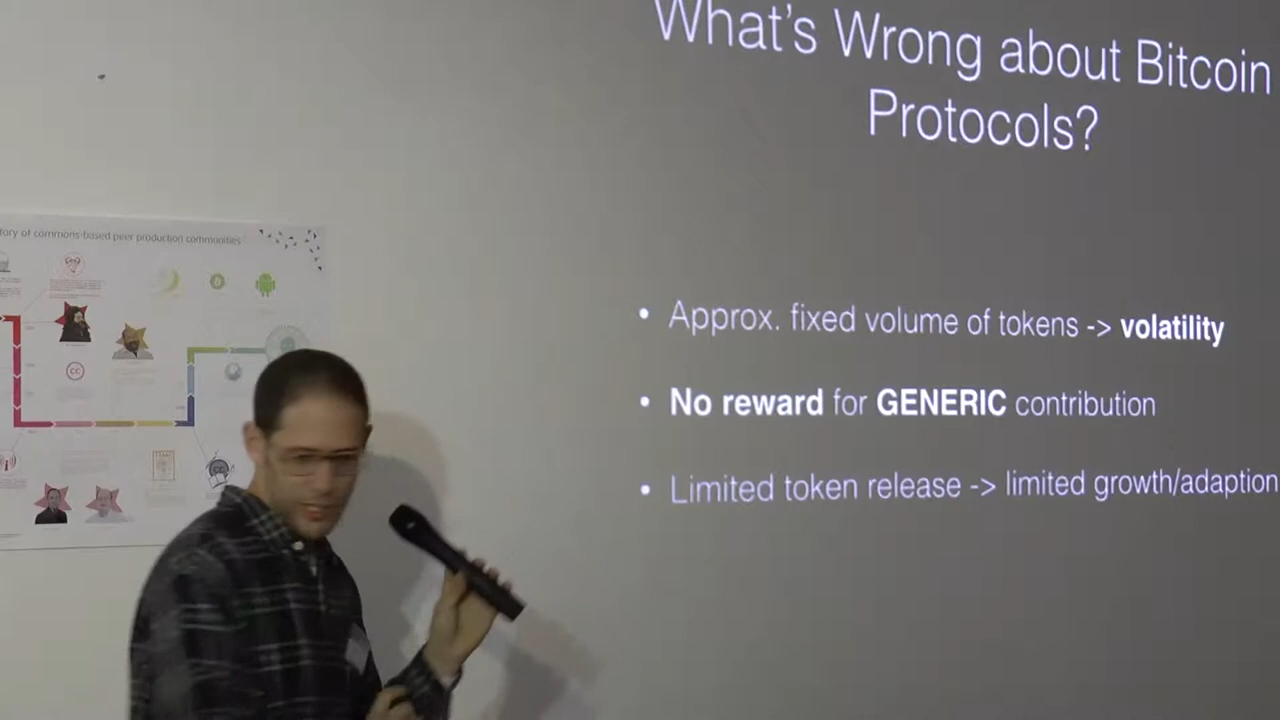 What's Wrong about Bitcoin
Protocols?
• Approx. fixed volume of tokens -> volatility
• No reward for GENERIC contribution
• Limited token release -> limited growth/adaption
tory of commons-based peer production communities
cc